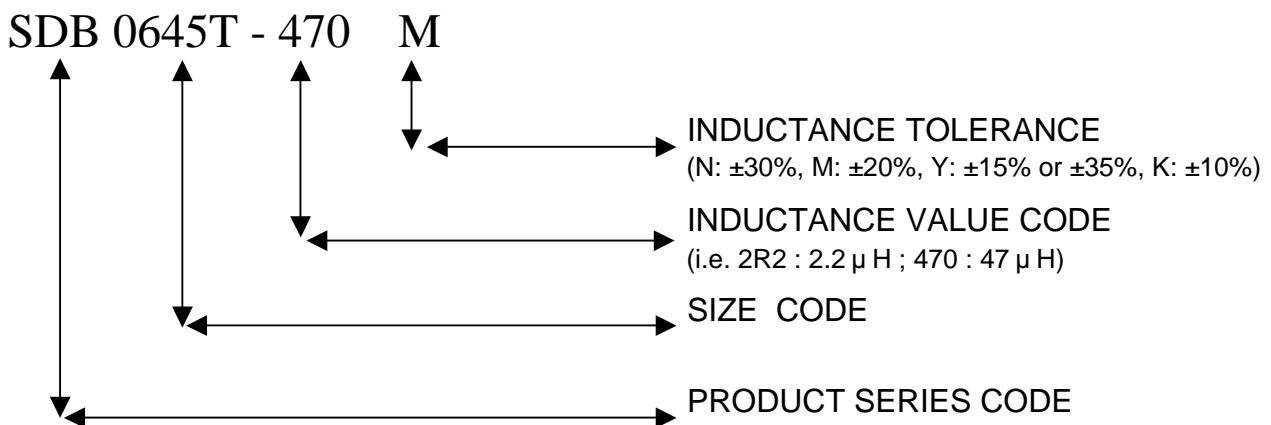 SDB 0645T - 470 M
INDUCTANCE TOLERANCE
(N: ±30%, M: ±20%, Y: ±15% or ±35%, K: ±10%)
INDUCTANCE VALUE CODE
(i.e. 2R2 : 2.2 µ H ; 470 : 47 µ H)
SIZE CODE
PRODUCT SERIES CODE